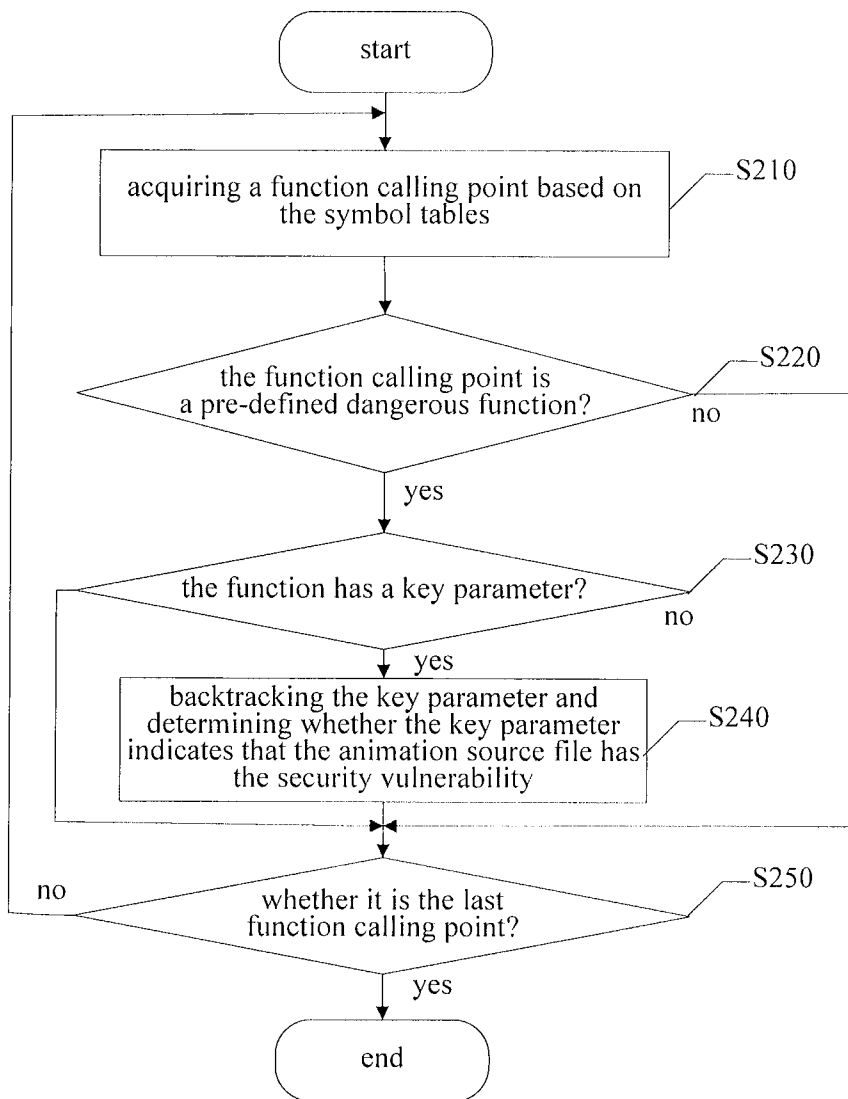 start
acquiring a function calling point based on
the symbol tables
S210
the function calling point is
a pre-defined dangerous function?
S220
no
yes
the function has a key parameter?
S230
no
yes
backtracking the key parameter and
determining whether the key parameter
indicates that the animation source file has
the security vulnerability
S240
no
whether it is the last
function calling point?
S250
yes
end